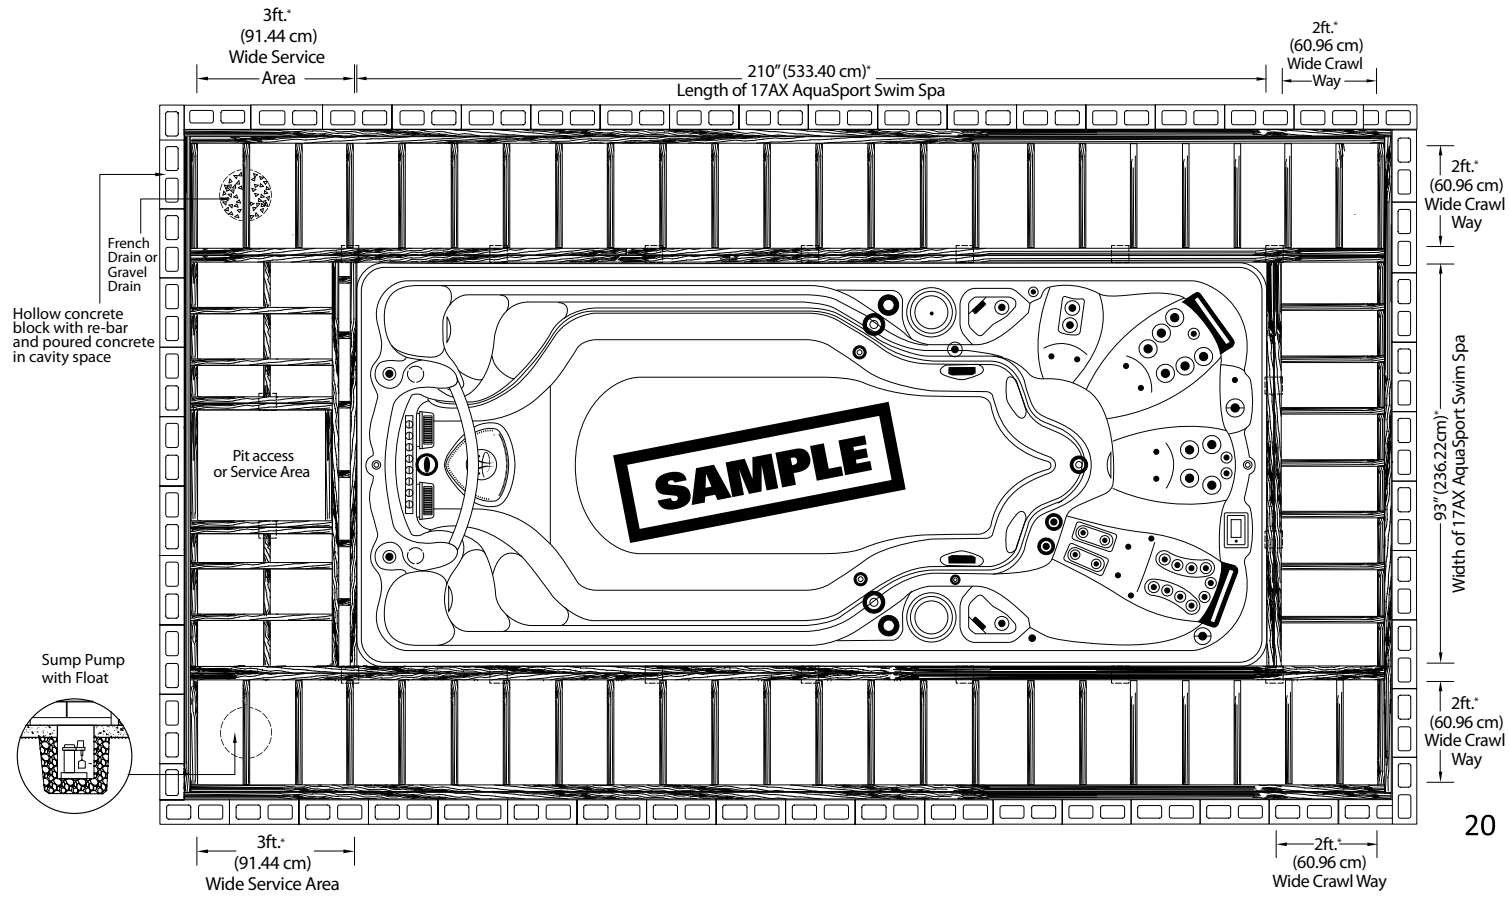 3ft.*
(91.44 cm)
Wide Service
Area
210” (533.40 cm)*
Length of 17AX AquaSport Swim Spa
2ft.*
(60.96 cm)
Wide Crawl
Way
2ft.*
(60.96 cm)
Wide Crawl
Way
French
Drain or
Gravel
Drain
Hollow concrete
block with re-bar
and poured concrete
in cavity space
Pit access
or Service Area
SAMPLE
93” (236.22cm)*
Width of 17AX AquaSport Swim Spa
Sump Pump
with Float
2ft.*
(60.96 cm)
Wide Crawl
Way
3ft.*
(91.44 cm)
Wide Service Area
2ft.*
(60.96 cm)
Wide Crawl Way
20